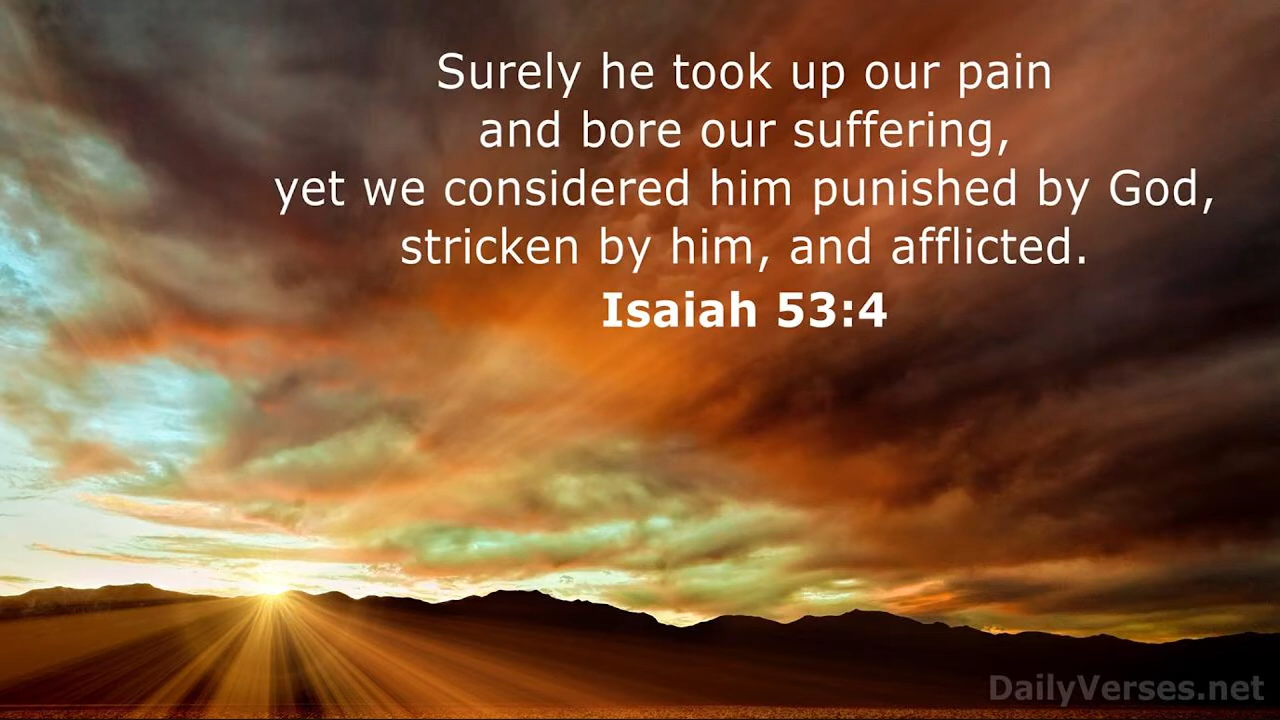 Surely he took up our pain
and bore our suffering,
yet we considered him punished by God,
stricken by him, and afflicted.
Isaiah 53:4
DailyVerses.net